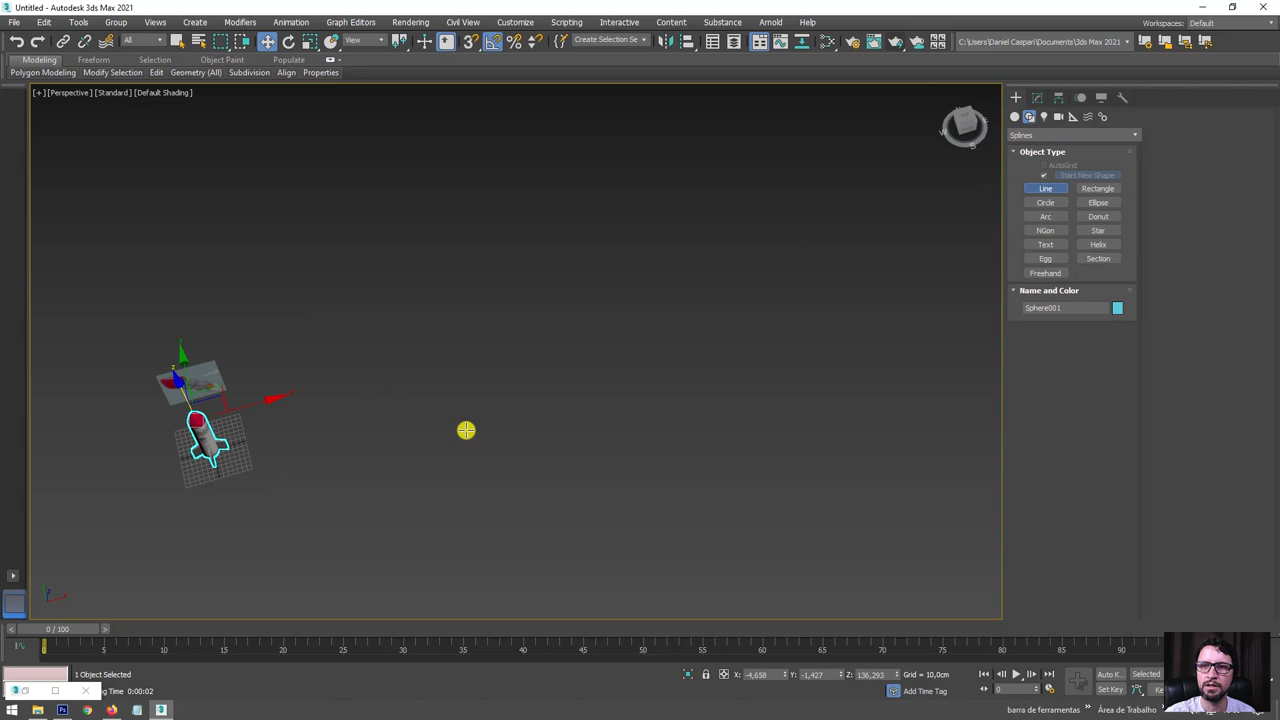 Untitled - Autodesk 3ds Max 2021
File Edit Tools Group Views Create Modifiers Animation Graph Editors Rendering Civil View Customize Scripting Interactive Content Substance Arnold Help Workspaces: Default
All View Create Selection Se C:\Users\Daniel Caspari\Documents\3ds Max 2021
Modeling Freeform Selection Object Paint Populate
Polygon Modeling Modify Selection Edit Geometry (All) Subdivision Align Properties
[+] [Perspective] [Standard] [Default Shading]
Splines
Object Type
AutoGrid
Start New Shape
Line Rectangle
Circle Ellipse
Arc Donut
NGon Star
Text Helix
Egg Section
Freehand
Name and Color
Sphere001
0 / 100
0 5 10 15 20 25 30 35 40 45 50 55 60 65 70 75 80 85 90
1 Object Selected X: -4,658 Y: -1,427 Z: 136,293 Grid = 10,0cm Auto K... Selected
ng Time 0:00:02 Add Time Tag 0 Set Key Ke
barra de ferramentas Área de Trabalho